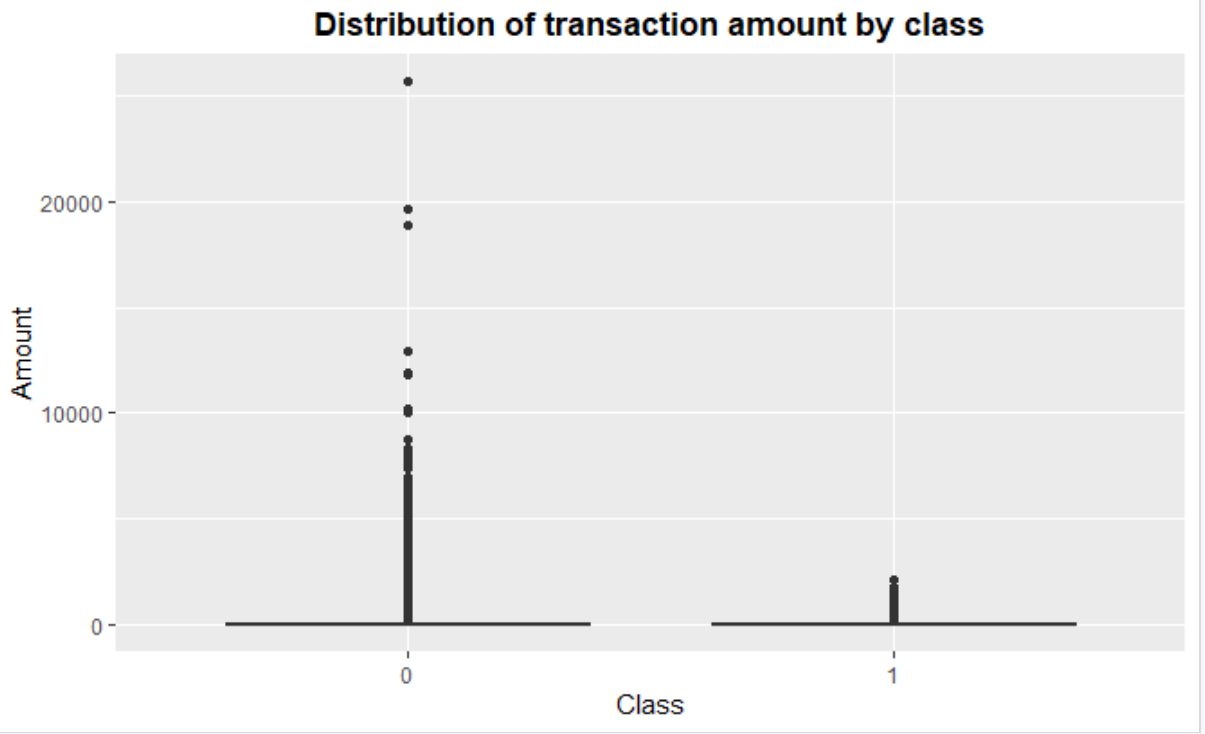 Distribution of transaction amount by class
20000
10000
0
Amount
0 1
Class